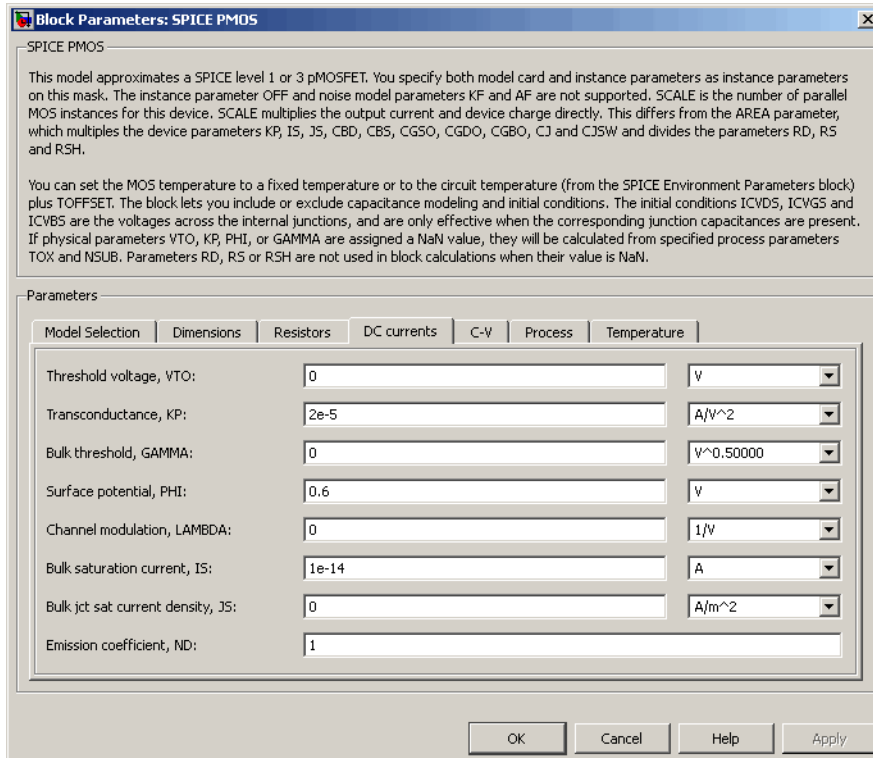 Block Parameters: SPICE PMOS
SPICE PMOS
This model approximates a SPICE level 1 or 3 pMOSFET. You specify both model card and instance parameters as instance parameters
on this mask. The instance parameter OFF and noise model parameters KF and AF are not supported. SCALE is the number of parallel
MOS instances for this device. SCALE multiplies the output current and device charge directly. This differs from the AREA parameter,
which multiples the device parameters KP, IS, JS, CBD, CBS, CGSO, CGDO, CGBO, CJ and CJSW and divides the parameters RD, RS
and RSH.
You can set the MOS temperature to a fixed temperature or to the circuit temperature (from the SPICE Environment Parameters block)
plus TOFFSET. The block lets you include or exclude capacitance modeling and initial conditions. The initial conditions ICVDS, ICVGS and
ICVBS are the voltages across the internal junctions, and are only effective when the corresponding junction capacitances are present.
If physical parameters VTO, KP, PHI, or GAMMA are assigned a NaN value, they will be calculated from specified process parameters
TOX and NSUB. Parameters RD, RS or RSH are not used in block calculations when their value is NaN.
Parameters
Model Selection Dimensions Resistors DC currents C-V Process Temperature
Threshold voltage, VTO: 0 V
Transconductance, KP: 2e-5 A/V^2
Bulk threshold, GAMMA: 0 V^0.50000
Surface potential, PHI: 0.6 V
Channel modulation, LAMBDA: 0 1/V
Bulk saturation current, IS: 1e-14 A
Bulk jct sat current density, JS: 0 A/m^2
Emission coefficient, ND: 1
OK Cancel Help Apply